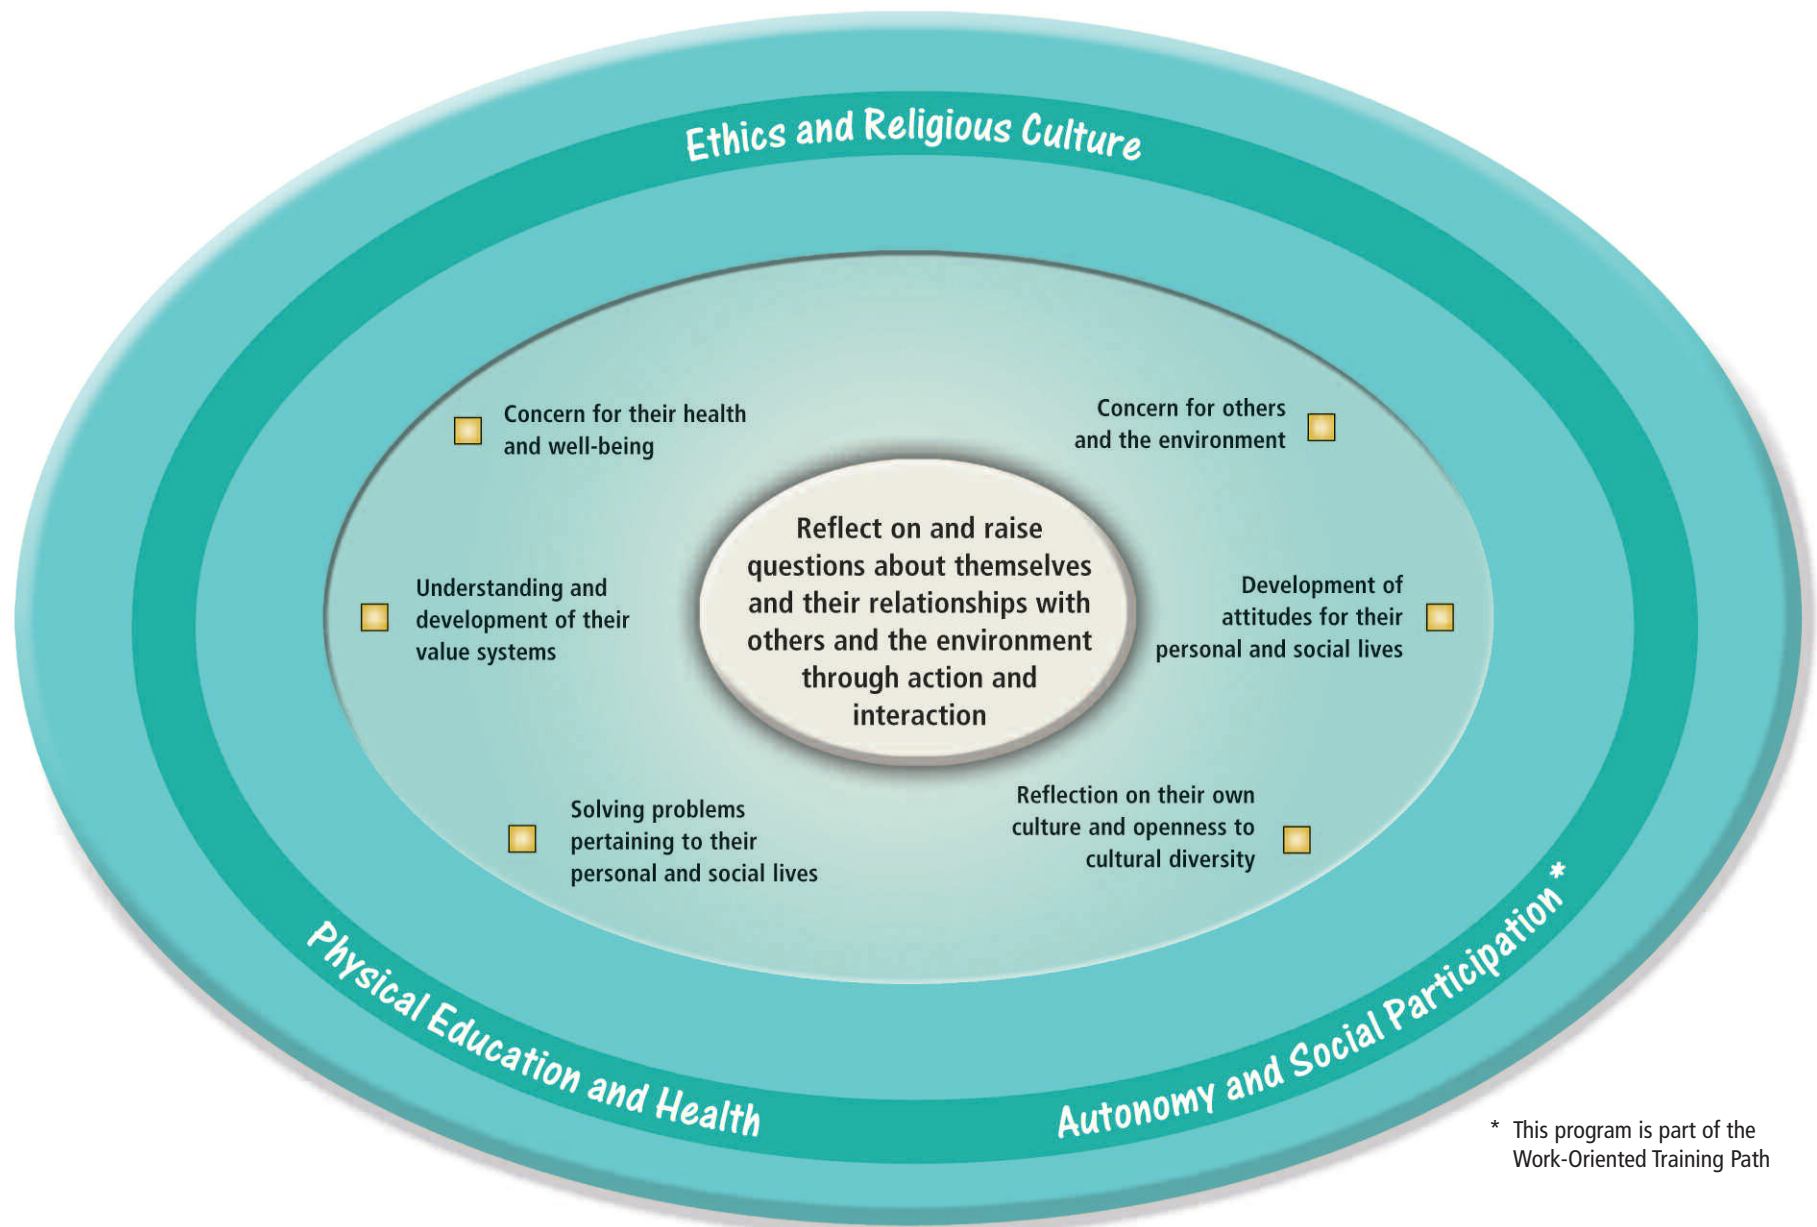 Ethics and Religious Culture
Concern for their health
and well-being
Concern for others
and the environment
Understanding and
development of their
value systems
Reflect on and raise
questions about themselves
and their relationships with
others and the environment
through action and
interaction
Development of
attitudes for their
personal and social lives
Solving problems
pertaining to their
personal and social lives
Reflection on their own
culture and openness to
cultural diversity
Physical Education and Health
Autonomy and Social Participation *
* This program is part of the
Work-Oriented Training Path